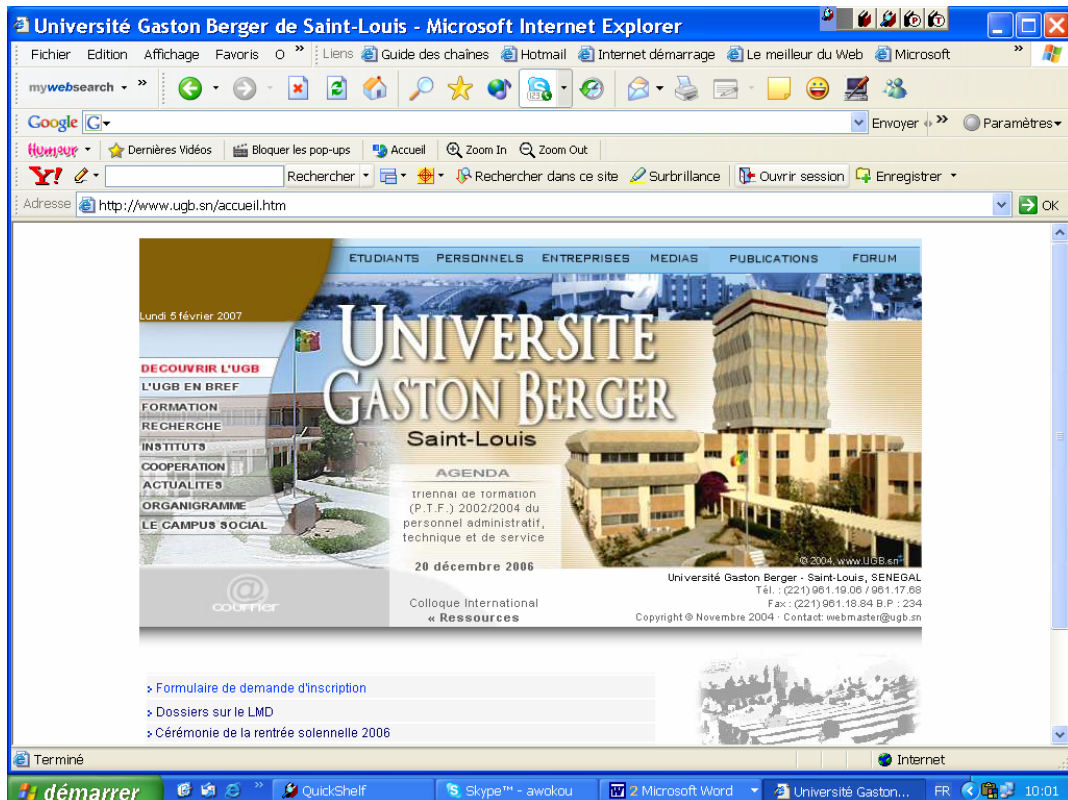 Université Gaston Berger de Saint-Louis - Microsoft Internet Explorer
Fichier Edition Affichage Favoris O » Liens Guide des chaînes Hotmail Internet démarrage Le meilleur du Web Microsoft »
mywebsearch »
Google G Envoyer » Paramètres
Humour Dernières Vidéos Bloquer les pop-ups Accueil Zoom In Zoom Out
Y! Rechercher Rechercher dans ce site Surbrillance Ouvrir session Enregistrer
Adresse http://www.ugb.sn/accueil.htm OK
ETUDIANTS PERSONNELS ENTREPRISES MEDIAS PUBLICATIONS FORUM
Lundi 5 février 2007
UNIVERSITE
GASTON BERGER
Saint-Louis
DECOUVRIR L'UGB
L'UGB EN BREF
FORMATION
RECHERCHE
INSTITUTS
COOPERATION
ACTUALITES
ORGANIGRAMME
LE CAMPUS SOCIAL
AGENDA
triennal de formation
(P.T.F.) 2002/2004 du
personnel administratif,
technique et de service
20 décembre 2006
Colloque International
« Ressources
© 2004, www.UGB.sn
@
courrier
Université Gaston Berger - Saint-Louis, SENEGAL
Tél. : (221) 961.19.06 / 961.17.68
Fax : (221) 961.18.84 B.P : 234
Copyright © Novembre 2004 · Contact: webmaster@ugb.sn
Formulaire de demande d'inscription
Dossiers sur le LMD
Cérémonie de la rentrée solennelle 2006
Terminé Internet
démarrer » QuickShelf Skype™ - awokou 2 Microsoft Word Université Gaston... FR 10:01